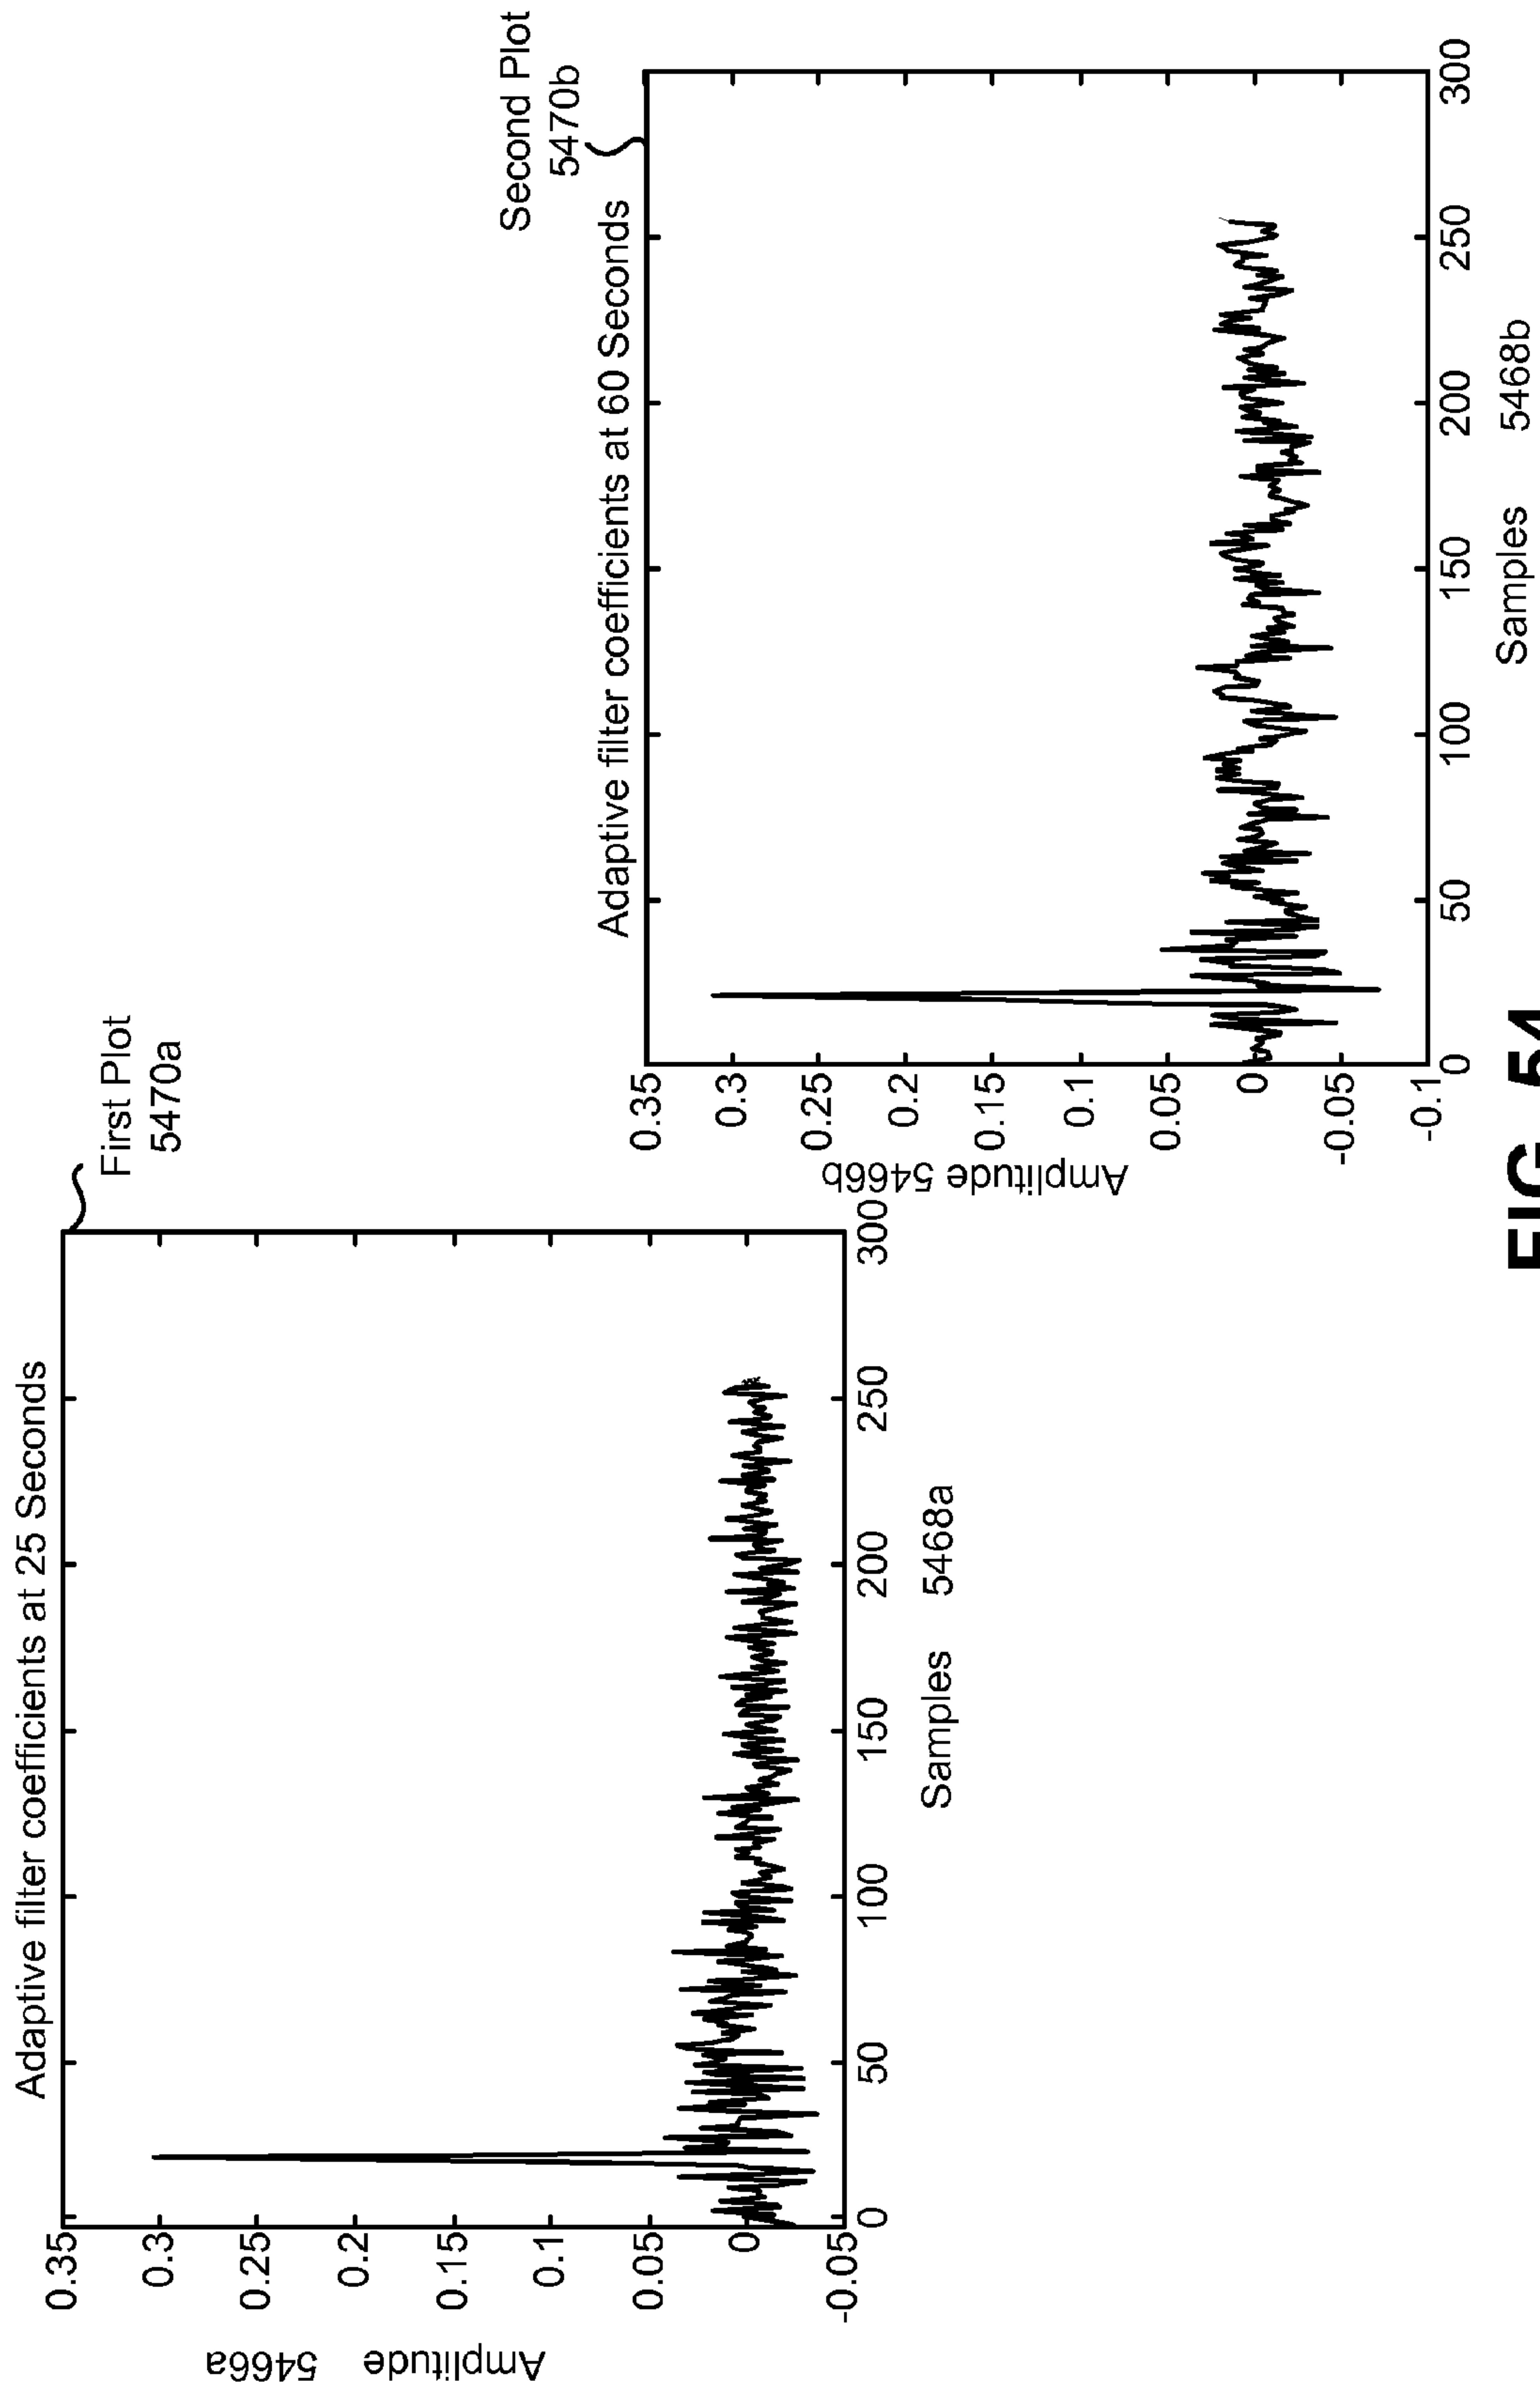 Adaptive filter coefficients at 25 Seconds
First Plot
5470a
0.35
0.3
0.25
0.2
0.15
0.1
0.05
0
-0.05
Amplitude 5466a
0 50 100 150 200 250 300
Samples 5468a
Second Plot
5470b
Adaptive filter coefficients at 60 Seconds
0.35
0.3
0.25
0.2
0.15
0.1
0.05
0
-0.05
-0.1
Amplitude 5466b
0 50 100 150 200 250 300
Samples 5468b
FIG. 54